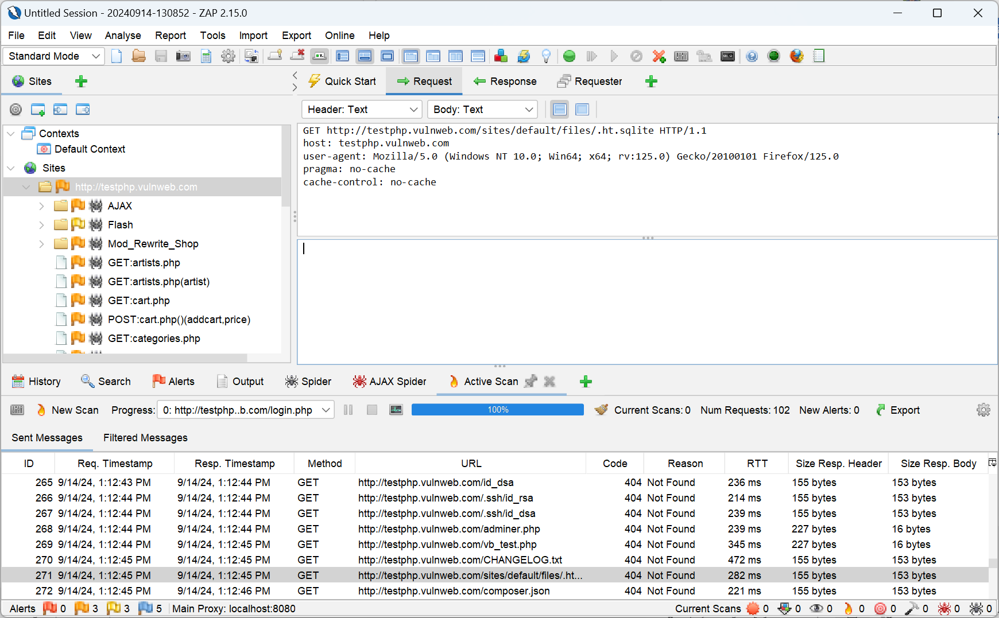 Untitled Session - 20240914-130852 - ZAP 2.15.0
File Edit View Analyse Report Tools Import Export Online Help
Standard Mode
Sites
Quick Start Request Response Requester
Header: Text Body: Text
Contexts
Default Context
Sites
http://testphp.vulnweb.com
AJAX
Flash
Mod_Rewrite_Shop
GET:artists.php
GET:artists.php(artist)
GET:cart.php
POST:cart.php()(addcart,price)
GET:categories.php
GET http://testphp.vulnweb.com/sites/default/files/.ht.sqlite HTTP/1.1
host: testphp.vulnweb.com
user-agent: Mozilla/5.0 (Windows NT 10.0; Win64; x64; rv:125.0) Gecko/20100101 Firefox/125.0
pragma: no-cache
cache-control: no-cache
History Search Alerts Output Spider AJAX Spider Active Scan
New Scan Progress: 0: http://testphp..b.com/login.php 100% Current Scans: 0 Num Requests: 102 New Alerts: 0 Export
Sent Messages Filtered Messages
ID Req. Timestamp Resp. Timestamp Method URL Code Reason RTT Size Resp. Header Size Resp. Body
265 9/14/24, 1:12:43 PM 9/14/24, 1:12:44 PM GET http://testphp.vulnweb.com/id_dsa 404 Not Found 236 ms 155 bytes 153 bytes
266 9/14/24, 1:12:44 PM 9/14/24, 1:12:44 PM GET http://testphp.vulnweb.com/.ssh/id_rsa 404 Not Found 214 ms 155 bytes 153 bytes
267 9/14/24, 1:12:44 PM 9/14/24, 1:12:44 PM GET http://testphp.vulnweb.com/.ssh/id_dsa 404 Not Found 239 ms 155 bytes 153 bytes
268 9/14/24, 1:12:44 PM 9/14/24, 1:12:44 PM GET http://testphp.vulnweb.com/adminer.php 404 Not Found 239 ms 227 bytes 16 bytes
269 9/14/24, 1:12:44 PM 9/14/24, 1:12:45 PM GET http://testphp.vulnweb.com/vb_test.php 404 Not Found 345 ms 227 bytes 16 bytes
270 9/14/24, 1:12:45 PM 9/14/24, 1:12:45 PM GET http://testphp.vulnweb.com/CHANGELOG.txt 404 Not Found 472 ms 155 bytes 153 bytes
271 9/14/24, 1:12:45 PM 9/14/24, 1:12:45 PM GET http://testphp.vulnweb.com/sites/default/files/.ht... 404 Not Found 282 ms 155 bytes 153 bytes
272 9/14/24, 1:12:45 PM 9/14/24, 1:12:46 PM GET http://testphp.vulnweb.com/composer.json 404 Not Found 221 ms 155 bytes 153 bytes
Alerts 0 3 3 5 Main Proxy: localhost:8080 Current Scans 0 0 0 0 0 0 0 0